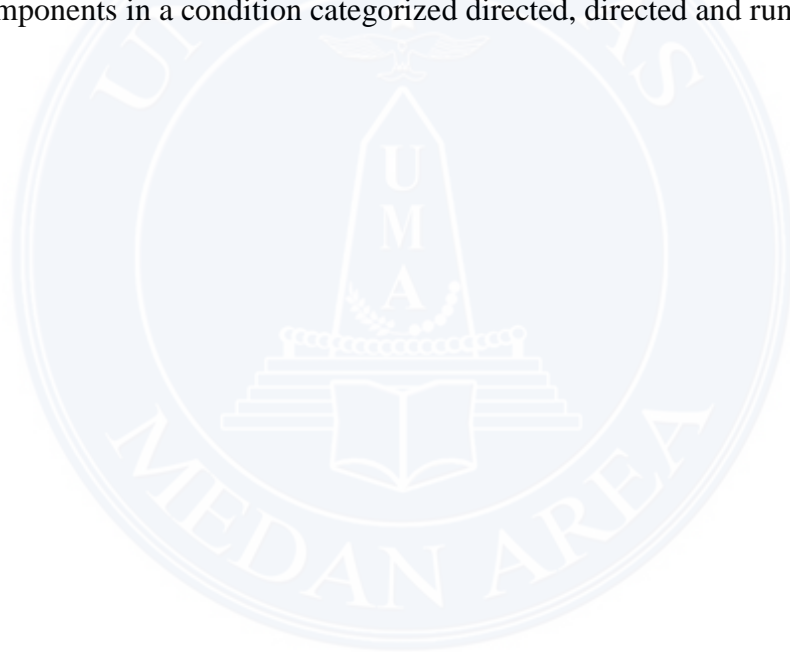 mponents in a condition categorized directed, directed and run
U
M
A
MEDAN AREA